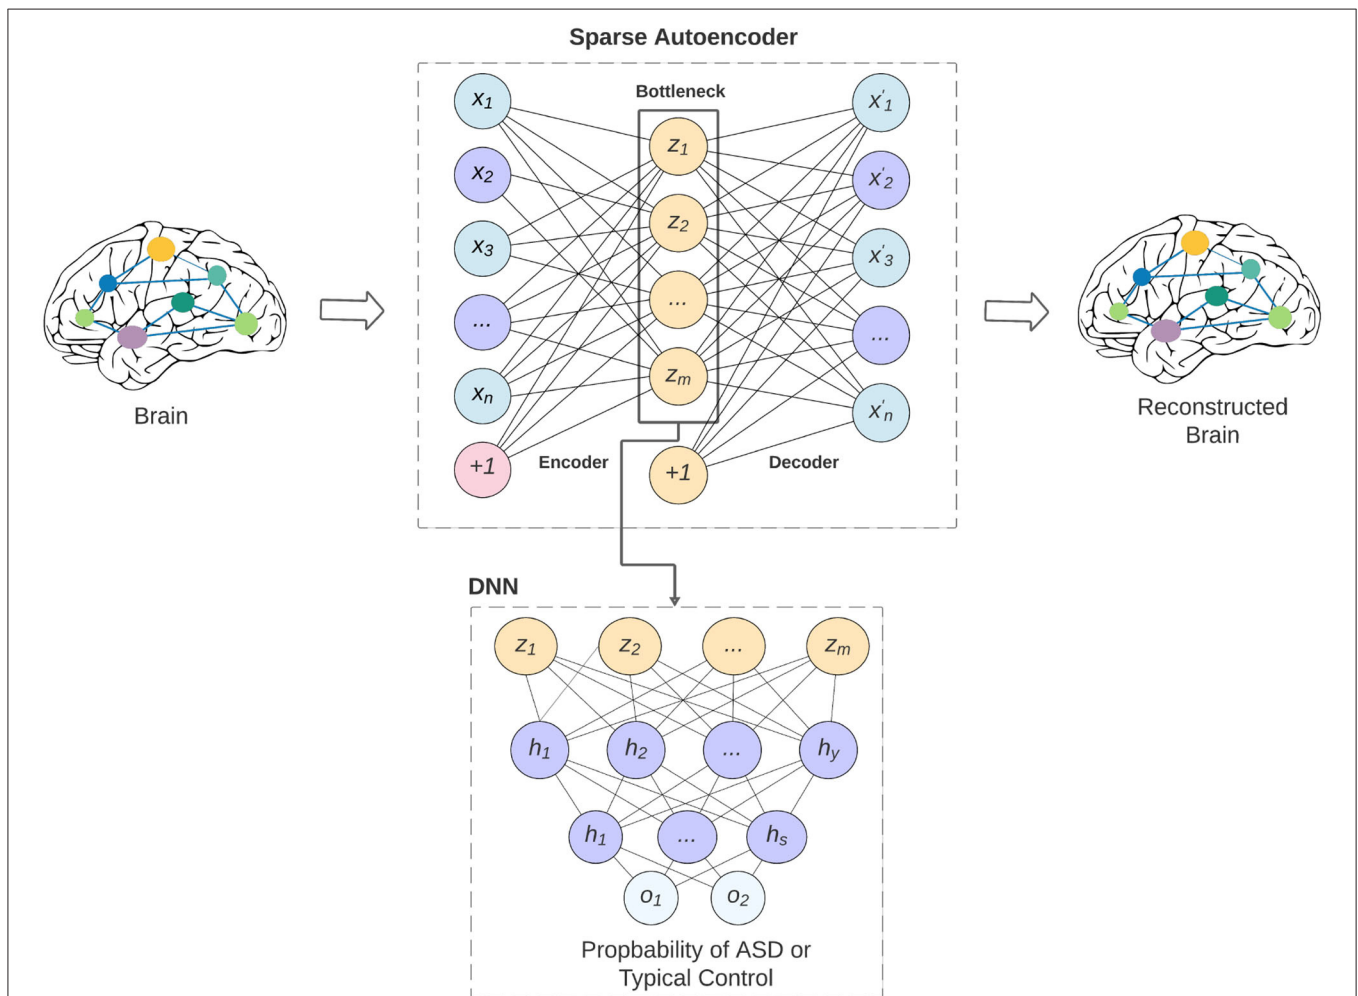 Sparse Autoencoder
Bottleneck
x1
x2
x3
...
xn
+1
z1
z2
...
zm
+1
x'1
x'2
x'3
...
x'n
Encoder
Decoder
Brain
Reconstructed
Brain
DNN
z1
z2
...
zm
h1
h2
...
hy
h1
...
hs
o1
o2
Propbability of ASD or
Typical Control